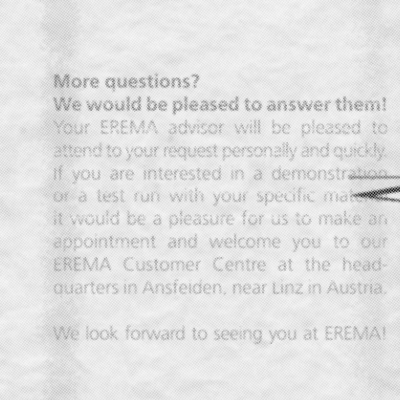 More questions?
We would be pleased to answer them!
Your EREMA advisor will be pleased to
attend to your request personally and quickly.
If you are interested in a demonstration
or a test run with your specific
it would be a pleasure for us to make an
appointment and welcome you to our
EREMA Customer Centre at the head-
quarters in Ansfelden, near Linz in Austria.
We look forward to seeing you at EREMA!